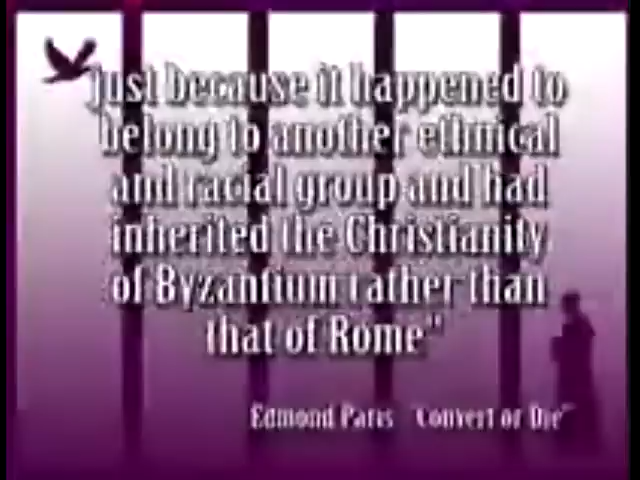 just because it happened to
belong to another ethnical
and racial group and had
inherited the Christianity
of Byzantium rather than
that of Rome"
Edmond Paris "Convert or Die"